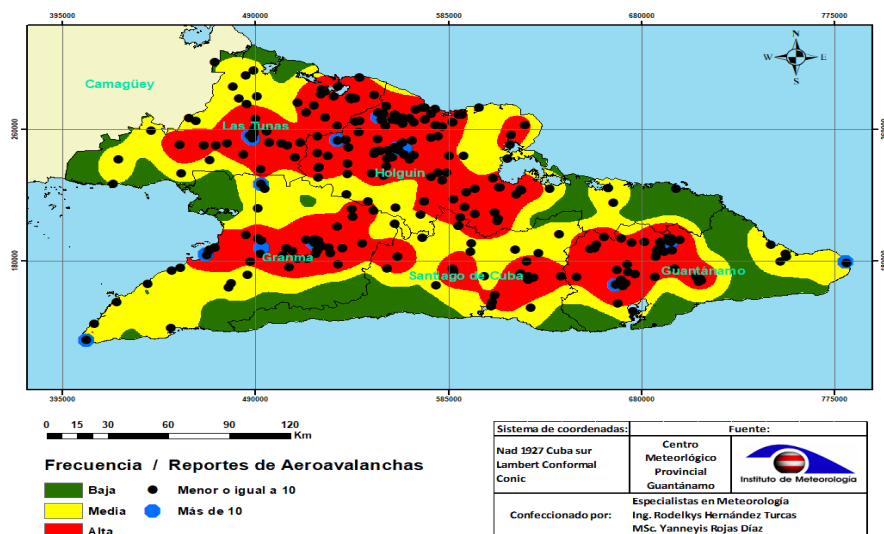 395000 490000 585000 680000 775000
N
W E
S
Camagüey
Las Tunas
Holguin
Granma
Santiago de Cuba
Guantánamo
260000
180000
395000 490000 585000 680000 775000
0 15 30 60 90 120
Km
Frecuencia / Reportes de Aeroavalanchas
Baja Menor o igual a 10
Media Más de 10
Alta
Sistema de coordenadas: Fuente:
Nad 1927 Cuba sur
Lambert Conformal
Conic
Centro
Meteorlógico
Provincial
Guantánamo
Instituto de Meteorología
Confeccionado por:
Especialistas en Meteorología
Ing. Rodelkys Hernández Turcas
MSc. Yanneyis Rojas Díaz